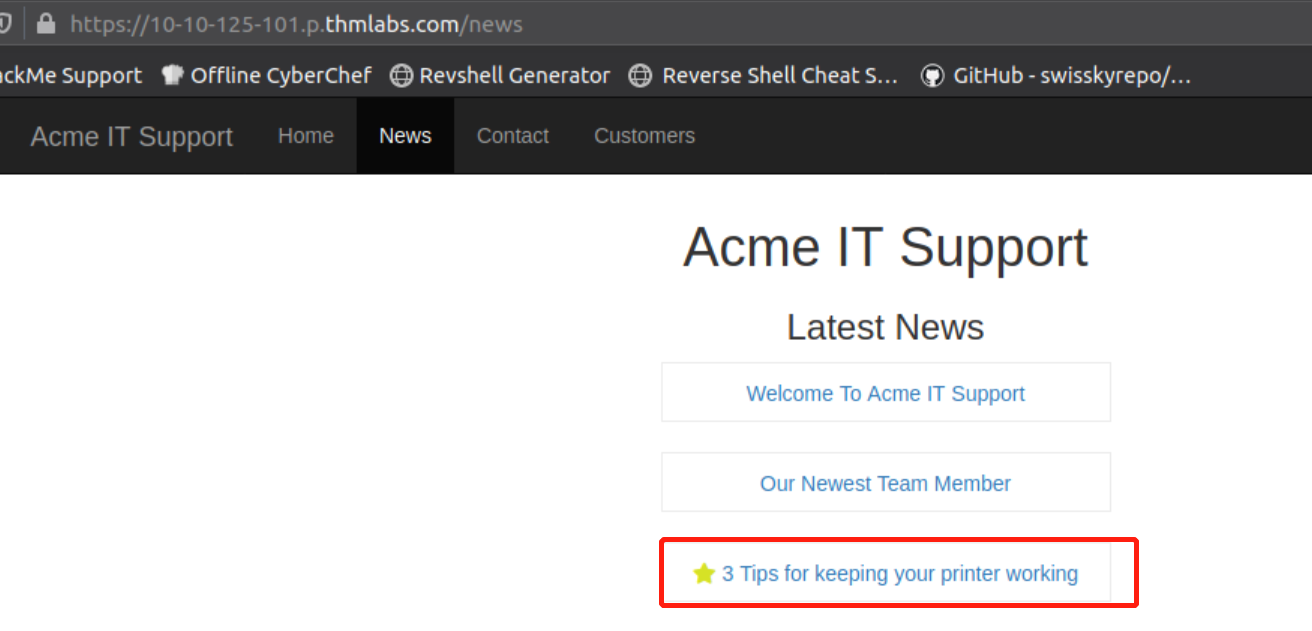 https://10-10-125-101.p.thmlabs.com/news
ackMe Support Offline CyberChef Revshell Generator Reverse Shell Cheat S... GitHub - swisskyrepo/...
Acme IT Support Home News Contact Customers
Acme IT Support
Latest News
Welcome To Acme IT Support
Our Newest Team Member
3 Tips for keeping your printer working